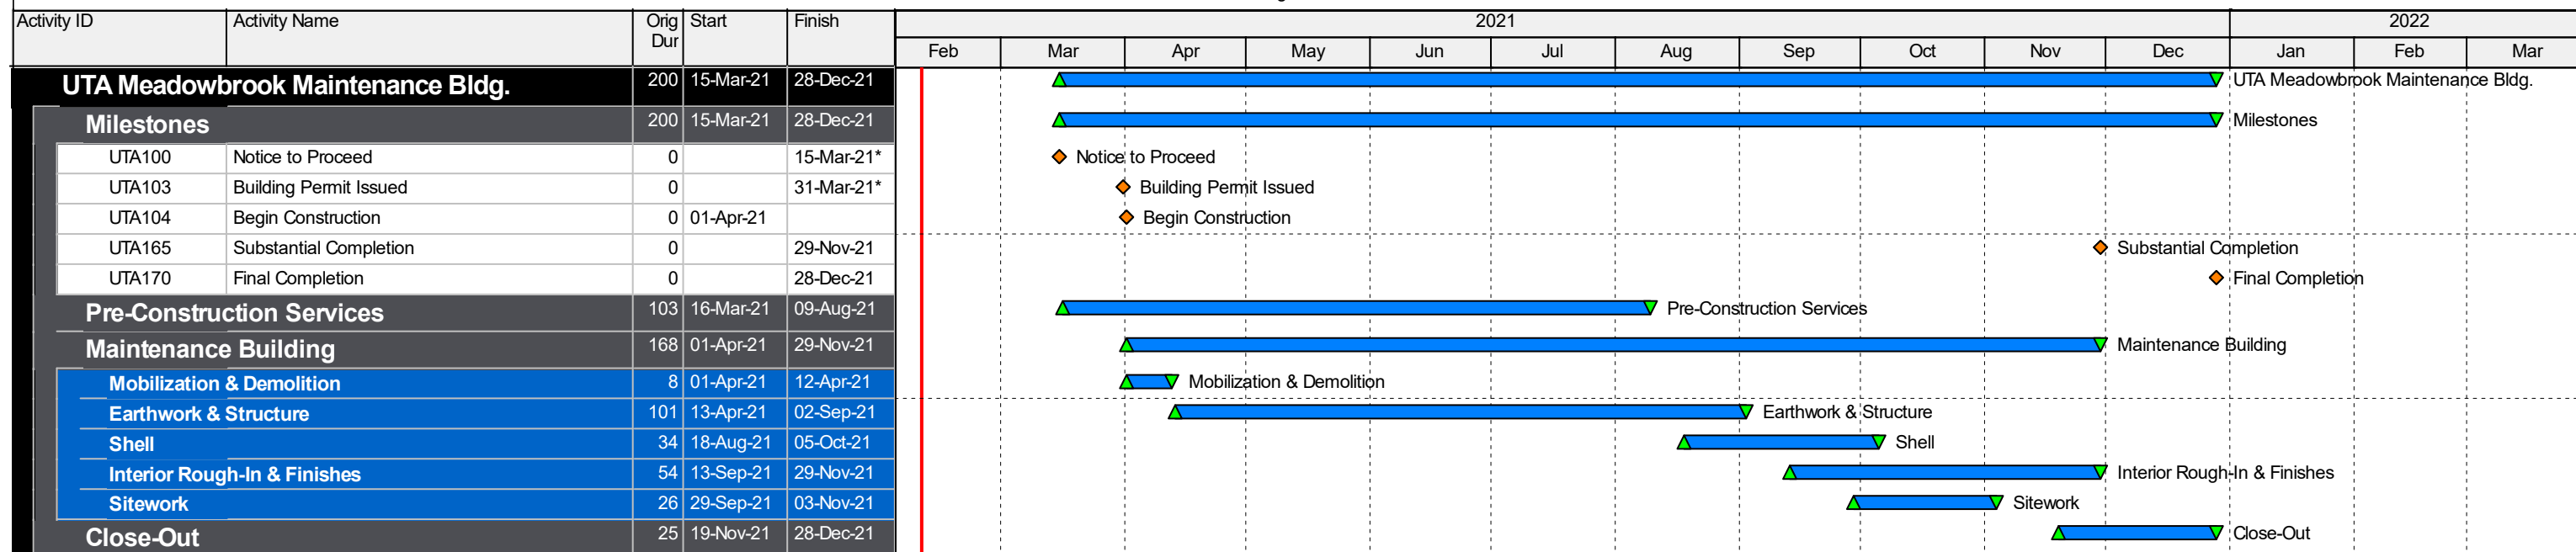 Activity ID Activity Name Orig Dur Start Finish 2021 2022
Feb Mar Apr May Jun Jul Aug Sep Oct Nov Dec Jan Feb Mar
UTA Meadowbrook Maintenance Bldg. 200 15-Mar-21 28-Dec-21 UTA Meadowbrook Maintenance Bldg.
Milestones 200 15-Mar-21 28-Dec-21 Milestones
UTA100 Notice to Proceed 0 15-Mar-21* Notice to Proceed
UTA103 Building Permit Issued 0 31-Mar-21* Building Permit Issued
UTA104 Begin Construction 0 01-Apr-21 Begin Construction
UTA165 Substantial Completion 0 29-Nov-21 Substantial Completion
UTA170 Final Completion 0 28-Dec-21 Final Completion
Pre-Construction Services 103 16-Mar-21 09-Aug-21 Pre-Construction Services
Maintenance Building 168 01-Apr-21 29-Nov-21 Maintenance Building
Mobilization & Demolition 8 01-Apr-21 12-Apr-21 Mobilization & Demolition
Earthwork & Structure 101 13-Apr-21 02-Sep-21 Earthwork & Structure
Shell 34 18-Aug-21 05-Oct-21 Shell
Interior Rough-In & Finishes 54 13-Sep-21 29-Nov-21 Interior Rough-In & Finishes
Sitework 26 29-Sep-21 03-Nov-21 Sitework
Close-Out 25 19-Nov-21 28-Dec-21 Close-Out